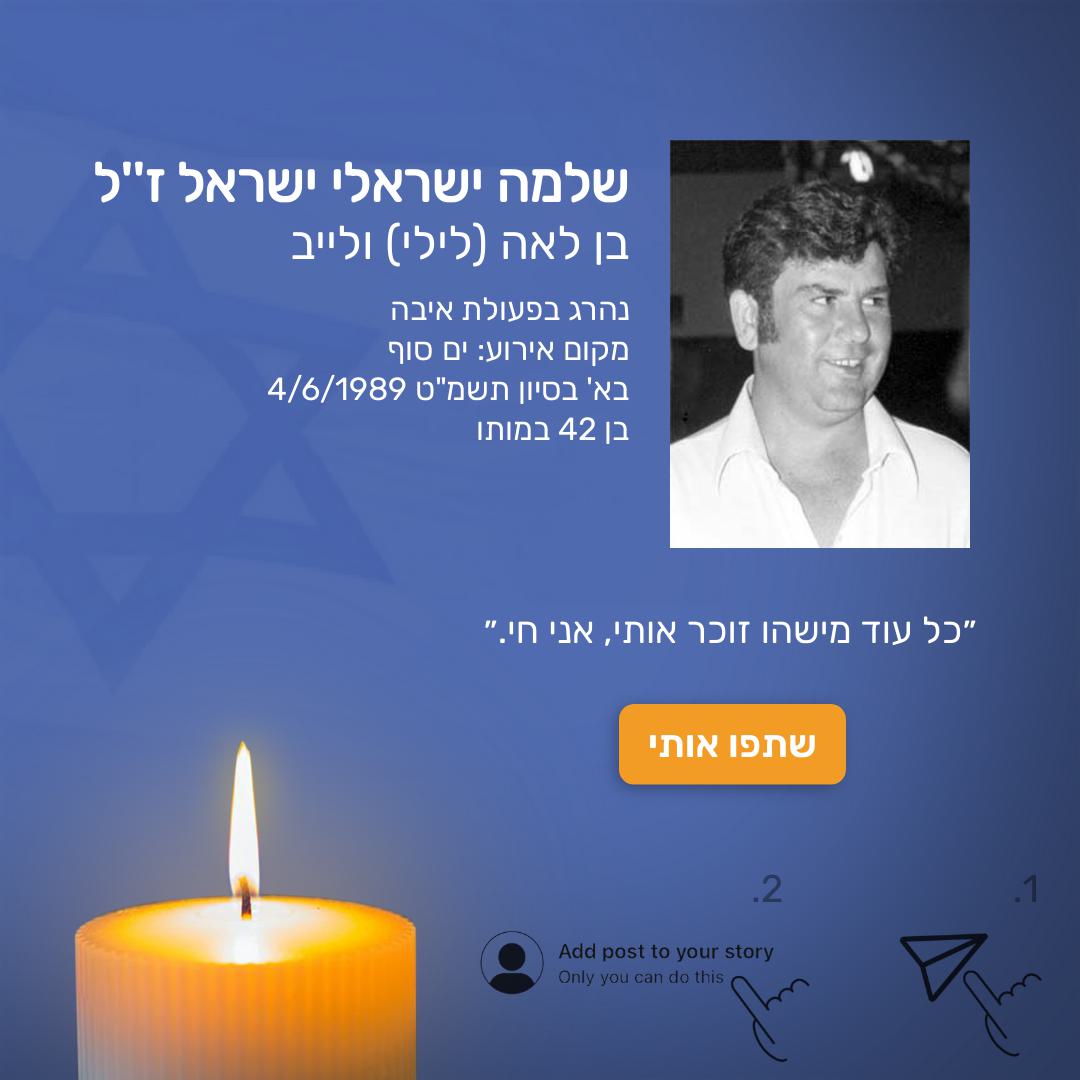 שלמה ישראלי ישראל ז"ל
בן לאה (לילי) ולייב
נהרג בפעולת איבה
מקום אירוע: ים סוף
בא' בסיון תשמ"ט 4/6/1989
בן 42 במותו
״כל עוד מישהו זוכר אותי, אני חי.״
שתפו אותי
1.
2.
Add post to your story
Only you can do this